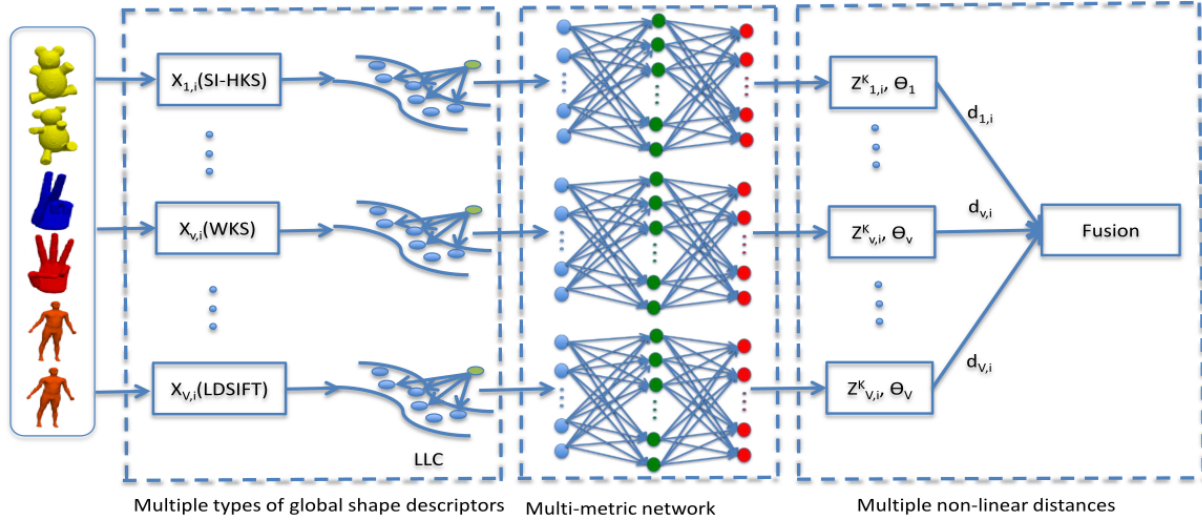 X1,i(SI-HKS)
ZK1,i, Θ1
d1,i
Xv,i(WKS)
ZKv,i, Θv
dv,i
Fusion
XV,i(LDSIFT)
ZKV,i, ΘV
dV,i
LLC
Multiple types of global shape descriptors
Multi-metric network
Multiple non-linear distances